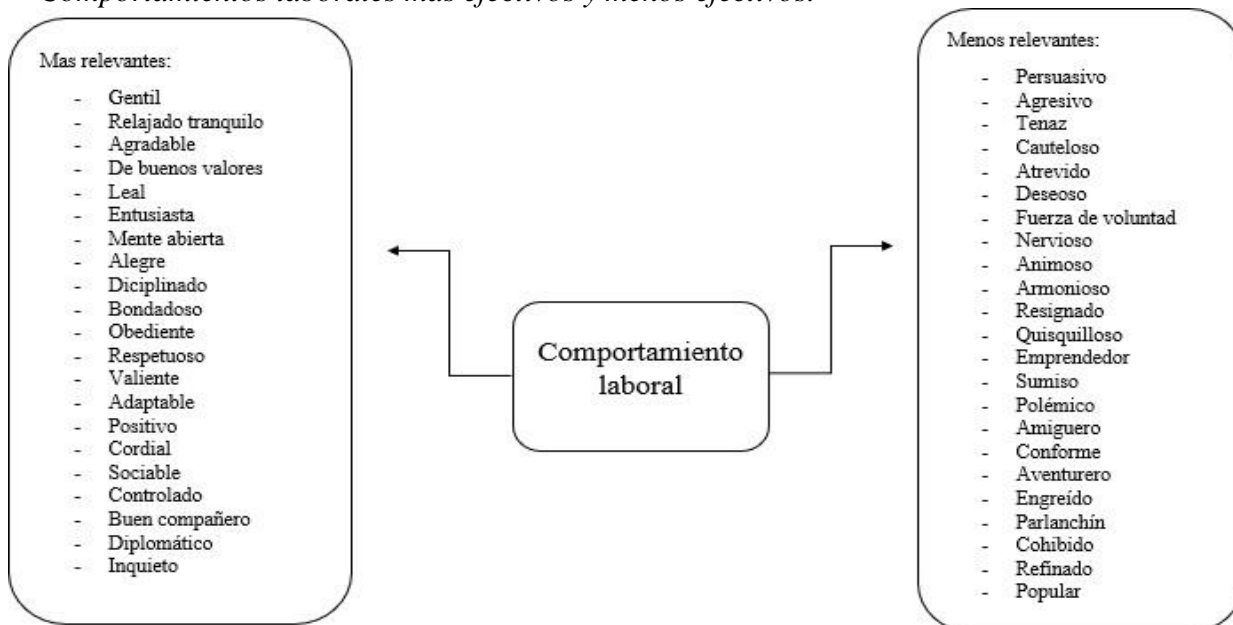 Comportamientos laborales más efectivos y menos efectivos.
Mas relevantes:
- Gentil
- Relajado tranquilo
- Agradable
- De buenos valores
- Leal
- Entusiasta
- Mente abierta
- Alegre
- Diciplinado
- Bondadoso
- Obediente
- Respetuoso
- Valiente
- Adaptable
- Positivo
- Cordial
- Sociable
- Controlado
- Buen compañero
- Diplomático
- Inquieto
Comportamiento
laboral
Menos relevantes:
- Persuasivo
- Agresivo
- Tenaz
- Cauteloso
- Atrevido
- Deseoso
- Fuerza de voluntad
- Nervioso
- Animoso
- Armonioso
- Resignado
- Quisquilloso
- Emprendedor
- Sumiso
- Polémico
- Amiguero
- Conforme
- Aventurero
- Engreído
- Parlanchín
- Cohibido
- Refinado
- Popular